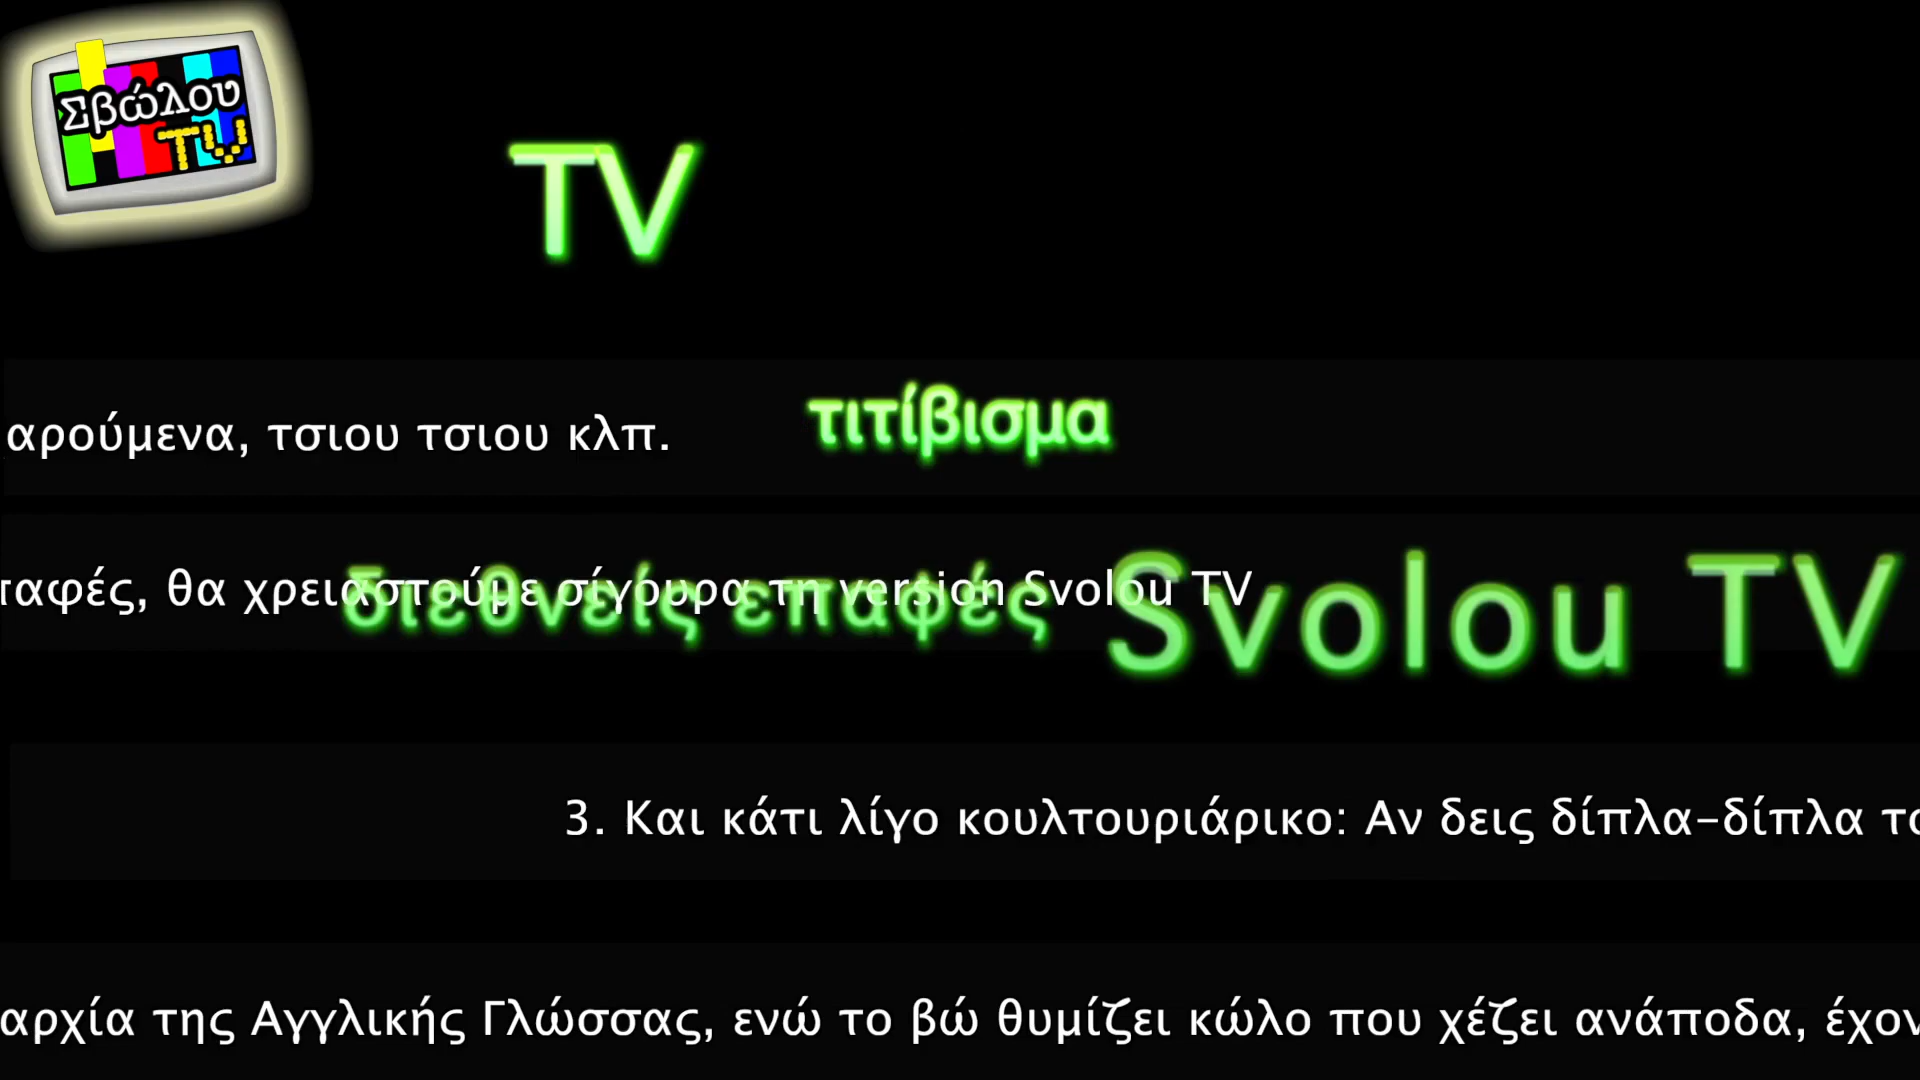 Σβώλου
TV
TV
τιτίβισμα
αρούμενα, τσιου τσιου κλπ.
παφές, θα χρειαστούμε σίγουρα τη version Svolou TV
διεθνείς επαφές Svolou TV
3. Και κάτι λίγο κουλτουριάρικο: Αν δεις δίπλα-δίπλα το
αρχία της Αγγλικής Γλώσσας, ενώ το βώ θυμίζει κώλο που χέζει ανάποδα, έχον